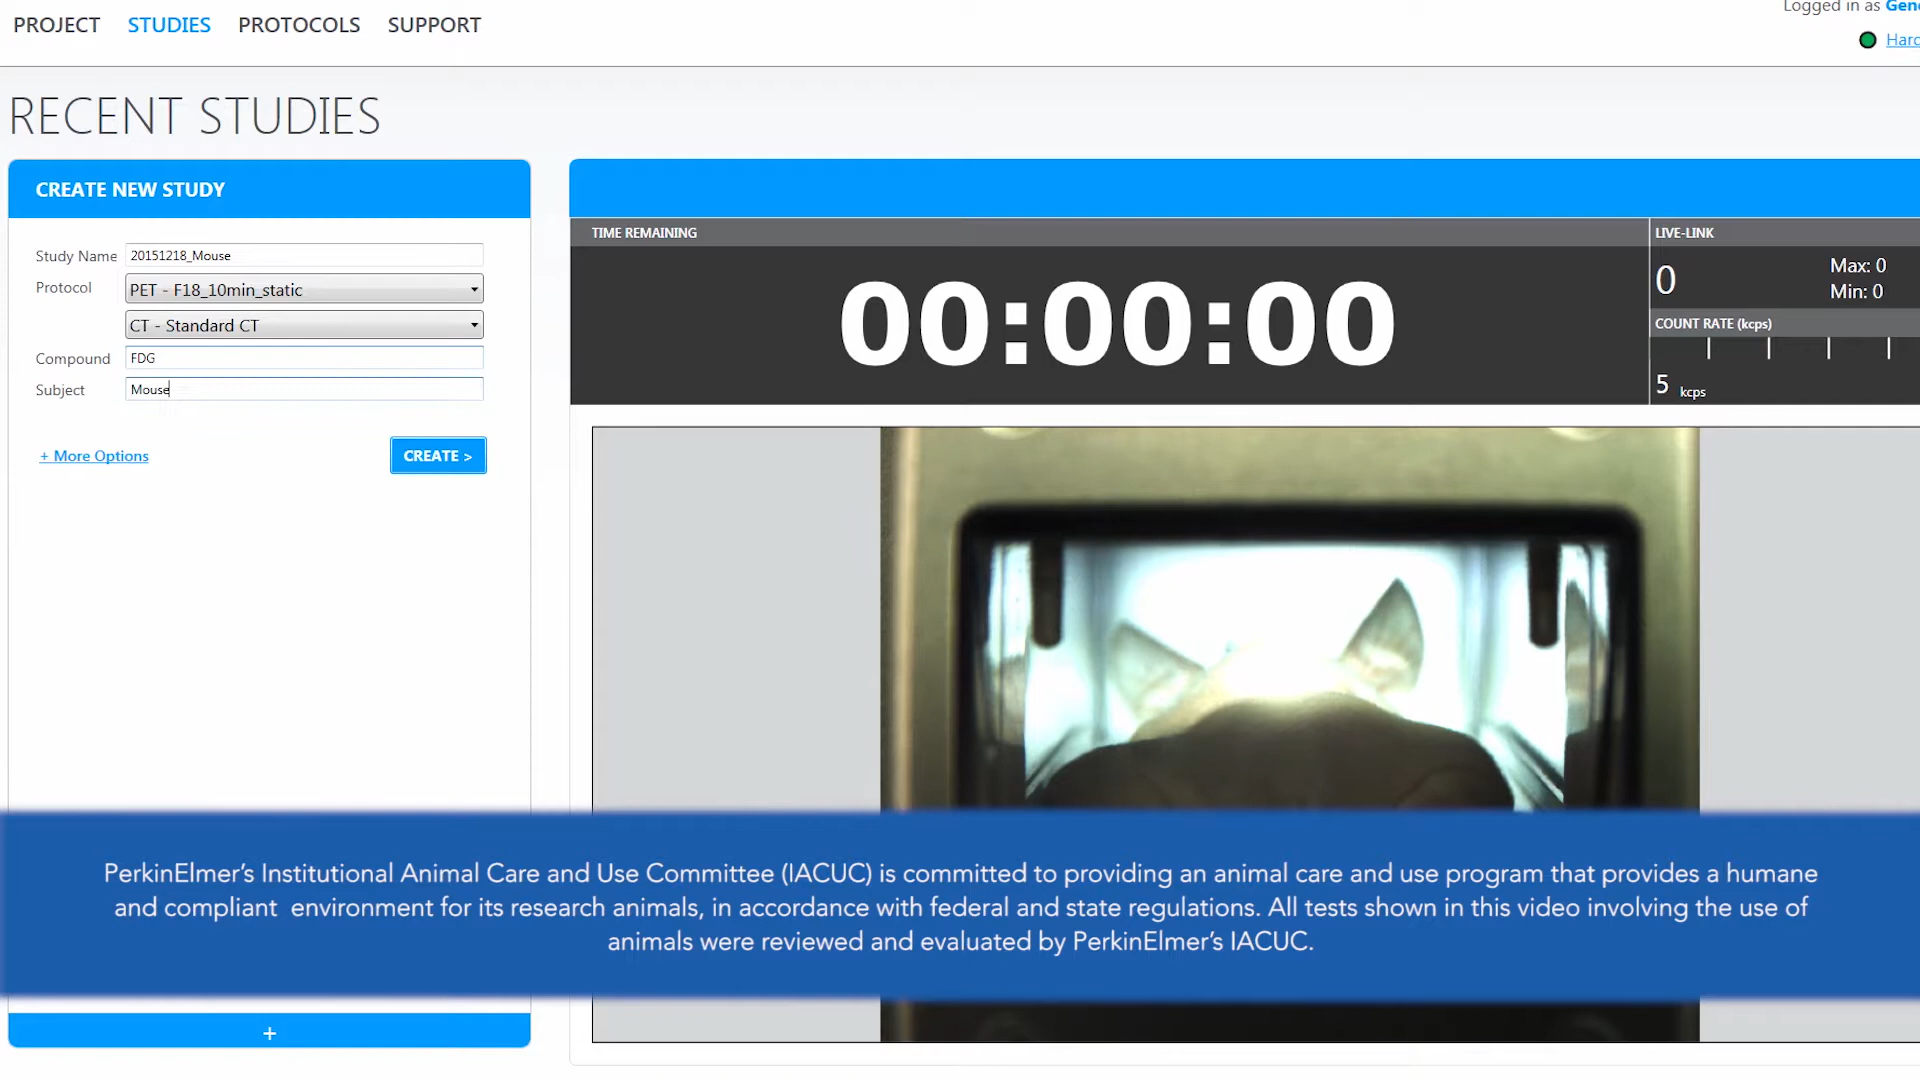 PROJECT STUDIES PROTOCOLS SUPPORT
Logged in as
RECENT STUDIES
CREATE NEW STUDY
Study Name 20151218_Mouse
Protocol PET - F18_10min_static
CT - Standard CT
Compound FDG
Subject Mouse
+ More Options
CREATE >
+
TIME REMAINING
00:00:00
LIVE-LINK
0
Max: 0
Min: 0
COUNT RATE (kcps)
5 kcps
PerkinElmer’s Institutional Animal Care and Use Committee (IACUC) is committed to providing an animal care and use program that provides a humane
and compliant environment for its research animals, in accordance with federal and state regulations. All tests shown in this video involving the use of
animals were reviewed and evaluated by PerkinElmer’s IACUC.